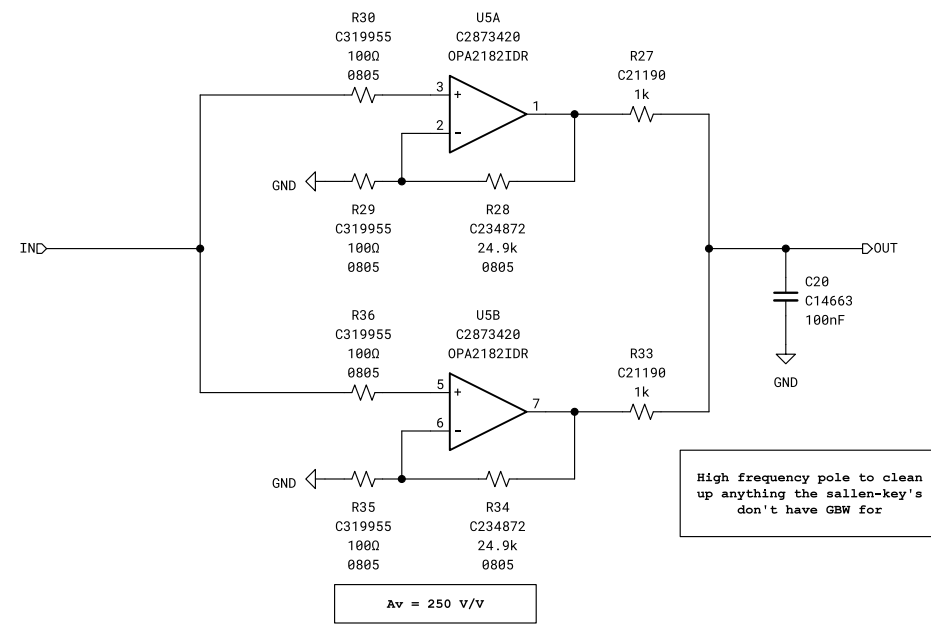 R30
C319955
100Ω
0805
U5A
C2873420
OPA2182IDR
R27
C21190
1k
3
+
2
-
1
GND
R29
C319955
100Ω
0805
R28
C234872
24.9k
0805
IN
OUT
C20
C14663
100nF
GND
R36
C319955
100Ω
0805
U5B
C2873420
OPA2182IDR
R33
C21190
1k
5
+
6
-
7
GND
R35
C319955
100Ω
0805
R34
C234872
24.9k
0805
High frequency pole to clean
up anything the sallen-key's
don't have GBW for
Av = 250 V/V